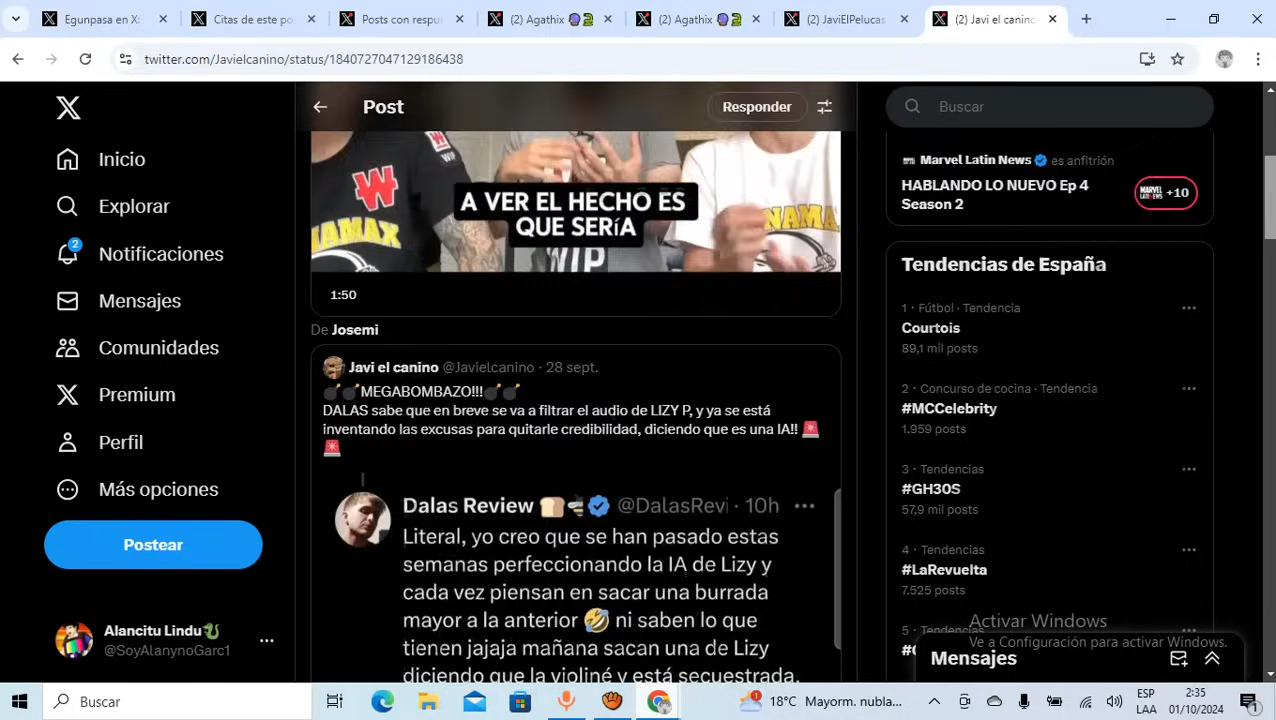 Egunpasa en X:
Citas de este po
Posts con respu
(2) Agathix
(2) Agathix
(2) JaviElPelucas
(2) Javi el canino
twitter.com/Javielcanino/status/1840727047129186438
Inicio
Explorar
2
Notificaciones
Mensajes
Comunidades
Premium
Perfil
Más opciones
Postear
Alancitu Lindu
@SoyAlanynoGarc1
Post
Responder
W
WIP
NAMAX
A VER EL HECHO ES
QUE SERÍA
WIP
1:50
De Josemi
Javi el canino @Javielcanino · 28 sept.
MEGABOMBAZO!!!
DALAS sabe que en breve se va a filtrar el audio de LIZY P, y ya se está
inventando las excusas para quitarle credibilidad, diciendo que es una IA!!
Dalas Review @DalasRevi · 10h
Literal, yo creo que se han pasado estas
semanas perfeccionando la IA de Lizy y
cada vez piensan en sacar una burrada
mayor a la anterior ni saben lo que
tienen jajaja mañana sacan una de Lizy
diciendo que la violiné y está secuestrada.
Buscar
Marvel Latin News es anfitrión
HABLANDO LO NUEVO Ep 4
Season 2
+10
Tendencias de España
1 · Fútbol · Tendencia
Courtois
89,1 mil posts
2 · Concurso de cocina · Tendencia
#MCCelebrity
1.959 posts
3 · Tendencias
#GH30S
57,9 mil posts
4 · Tendencias
#LaRevuelta
7.525 posts
5 · Tendencias
Activar Windows
Ve a Configuración para activar Windows.
Mensajes
Buscar
1
18°C Mayorm. nubla...
ESP
LAA
2:35
01/10/2024
1